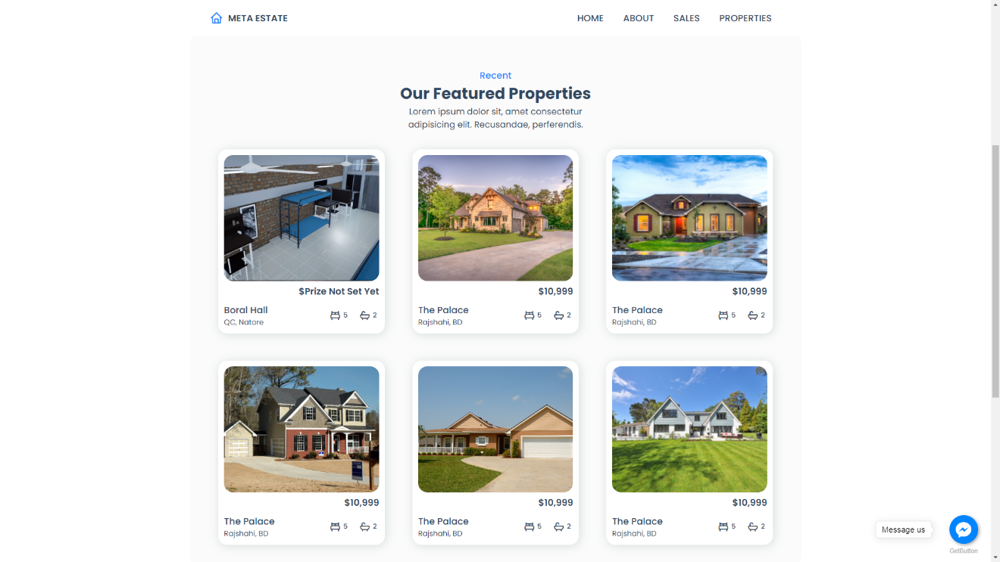 META ESTATE
HOME
ABOUT
SALES
PROPERTIES
Recent
Our Featured Properties
Lorem ipsum dolor sit, amet consectetur
adipisicing elit. Recusandae, perferendis.
$Prize Not Set Yet
Boral Hall
QC, Natore
5
2
$10,999
The Palace
Rajshahi, BD
5
2
$10,999
The Palace
Rajshahi, BD
5
2
$10,999
The Palace
Rajshahi, BD
5
2
$10,999
The Palace
Rajshahi, BD
5
2
$10,999
The Palace
Rajshahi, BD
5
2
Message us
GetButton